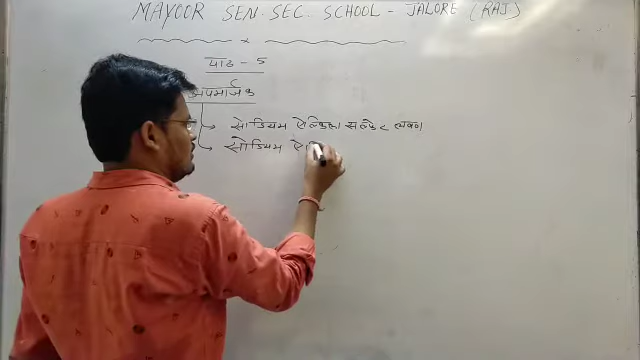 MAYOOR SEN. SEC. SCHOOL - JALORE (RAJ)
x
पाठ - 5
अपमार्जक
→ सोडियम ऐल्किल सल्फेट लवण
→ सोडियम ऐ